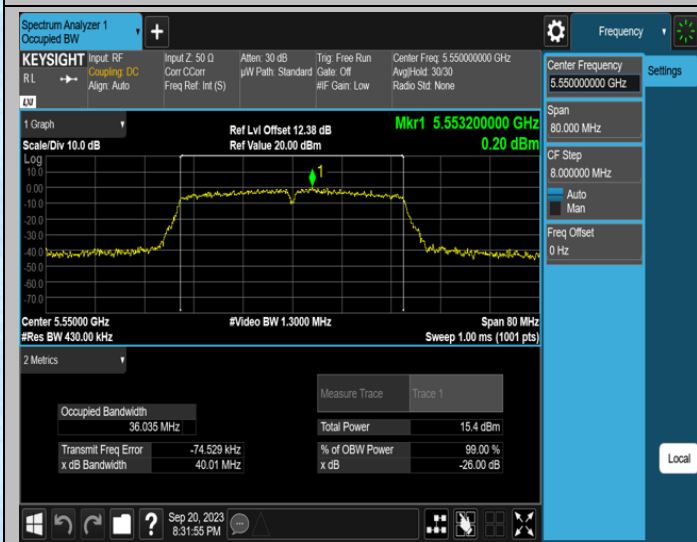 Spectrum Analyzer 1
Occupied BW
Frequency
KEYSIGHT
RL
LXI
Input: RF
Coupling: DC
Align: Auto
Input Z: 50 Ω
Corr CCorr
Freq Ref: Int (S)
Atten: 30 dB
µW Path: Standard
Trig: Free Run
Gate: Off
#IF Gain: Low
Center Freq: 5.550000000 GHz
Avg|Hold: 30/30
Radio Std: None
Center Frequency
5.550000000 GHz
Settings
Span
80.000 MHz
CF Step
8.000000 MHz
Auto
Man
Freq Offset
0 Hz
1 Graph
Scale/Div 10.0 dB
Ref Lvl Offset 12.38 dB
Ref Value 20.00 dBm
Mkr1 5.553200000 GHz
0.20 dBm
Log
10.0
0.00
-10.0
-20.0
-30.0
-40.0
-50.0
-60.0
-70.0
1
Center 5.55000 GHz
#Res BW 430.00 kHz
#Video BW 1.3000 MHz
Span 80 MHz
Sweep 1.00 ms (1001 pts)
2 Metrics
Measure Trace Trace 1
Occupied Bandwidth
36.035 MHz
Total Power 15.4 dBm
Transmit Freq Error -74.529 kHz
% of OBW Power 99.00 %
x dB Bandwidth 40.01 MHz
x dB -26.00 dB
Local
?
Sep 20, 2023
8:31:55 PM